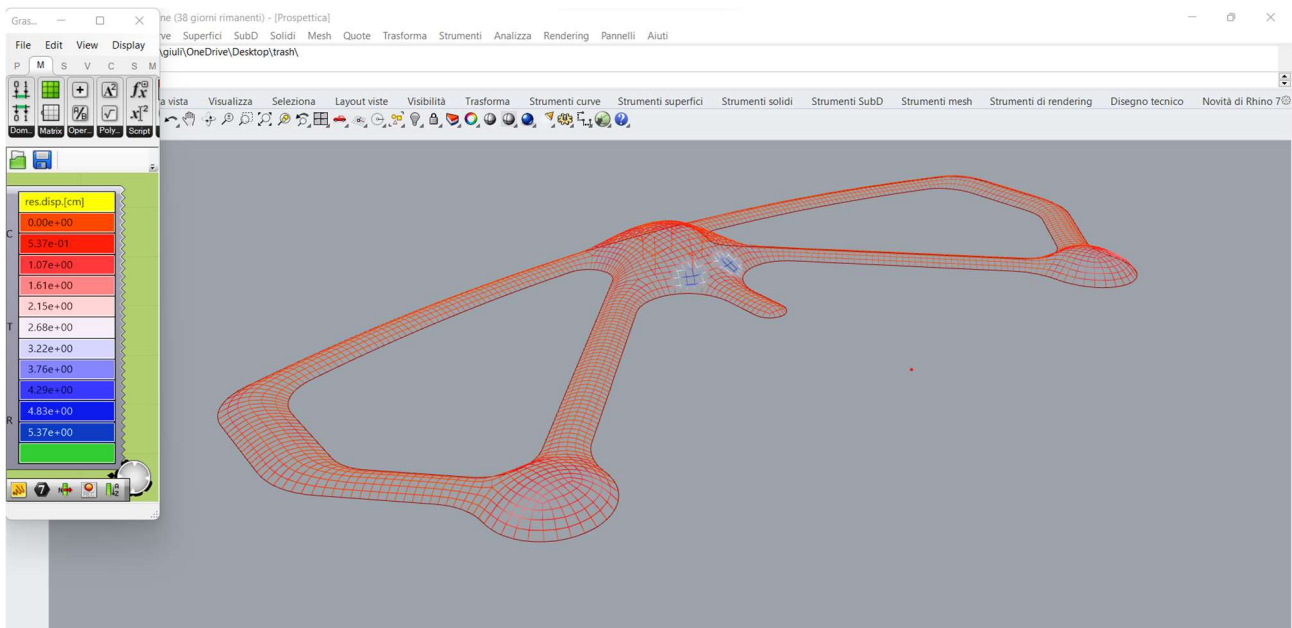 Gras...
ne (38 giorni rimanenti) - [Prospettica]
File Edit View Display
ve Superfici SubD Solidi Mesh Quote Trasforma Strumenti Analizza Rendering Pannelli Aiuti
\giuli\OneDrive\Desktop\trash\
P M S V C S M
Dom... Matrix Oper... Poly... Script
a vista Visualizza Seleziona Layout viste Visibilità Trasforma Strumenti curve Strumenti superfici Strumenti solidi Strumenti SubD Strumenti mesh Strumenti di rendering Disegno tecnico Novità di Rhino 7
res.disp.[cm]
0.00e+00
C
5.37e-01
1.07e+00
1.61e+00
2.15e+00
T
2.68e+00
3.22e+00
3.76e+00
4.29e+00
4.83e+00
R
5.37e+00